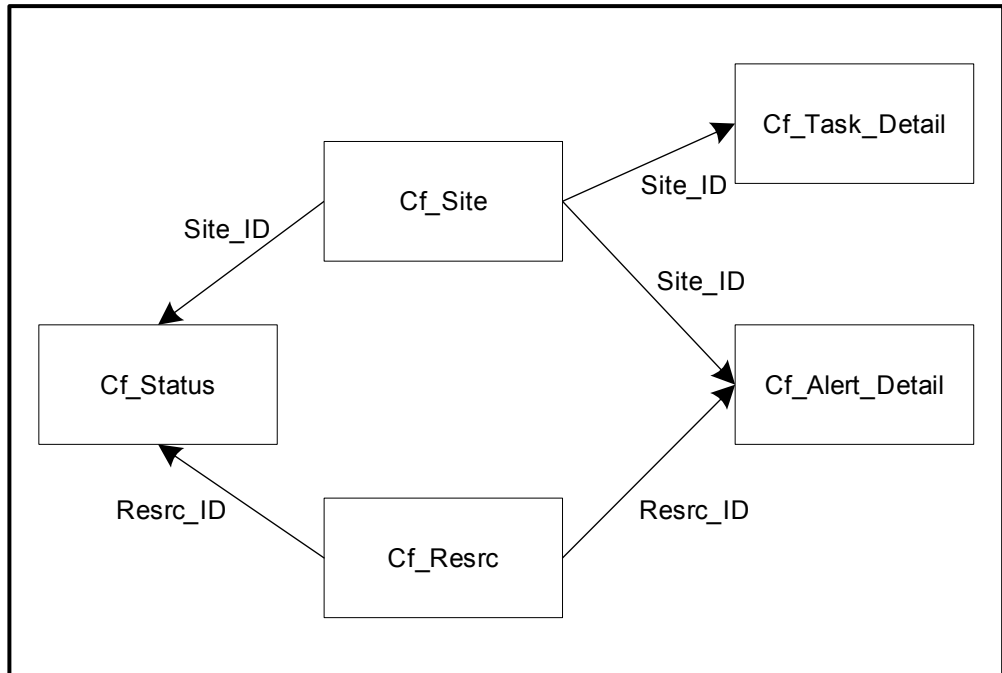 Cf_Task_Detail
Cf_Site
Site_ID
Site_ID
Site_ID
Cf_Status
Cf_Alert_Detail
Resrc_ID
Resrc_ID
Cf_Resrc